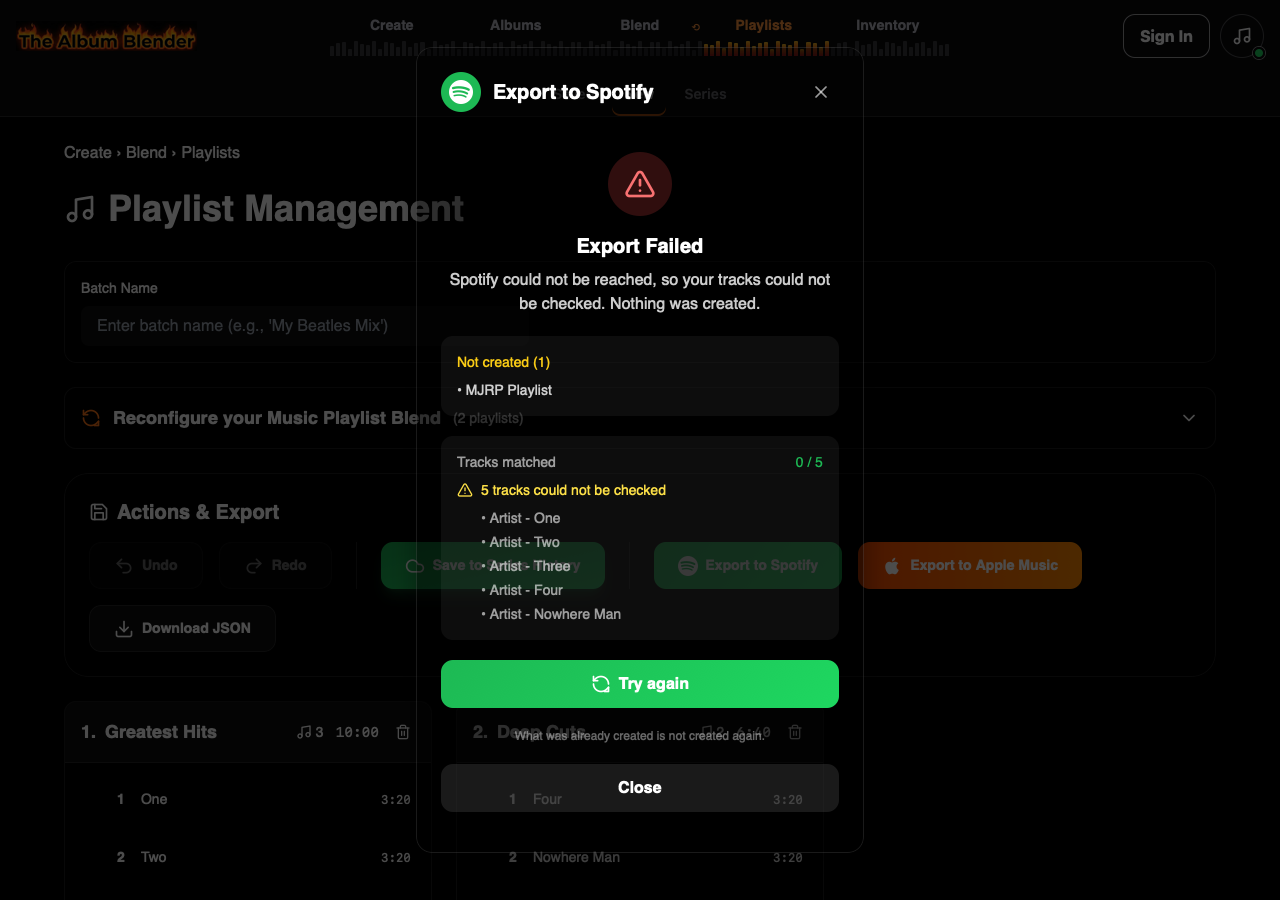 The Album Blender
Create
Albums
Blend
Playlists
Inventory
Sign In
Series
Export to Spotify
Create › Blend › Playlists
Playlist Management
Export Failed
Spotify could not be reached, so your tracks could not
be checked. Nothing was created.
Batch Name
Enter batch name (e.g., 'My Beatles Mix')
Not created (1)
• MJRP Playlist
Reconfigure your Music Playlist Blend (2 playlists)
Tracks matched
0 / 5
5 tracks could not be checked
• Artist - One
• Artist - Two
• Artist - Three
• Artist - Four
• Artist - Nowhere Man
Actions & Export
Undo
Redo
Export to Spotify
Export to Apple Music
Download JSON
Try again
What was already created is not created again.
Close
1. Greatest Hits
3 10:00
1 One 3:20
2 Two 3:20
2. Deep Cuts
2 6:40
1 Four 3:20
2 Nowhere Man 3:20